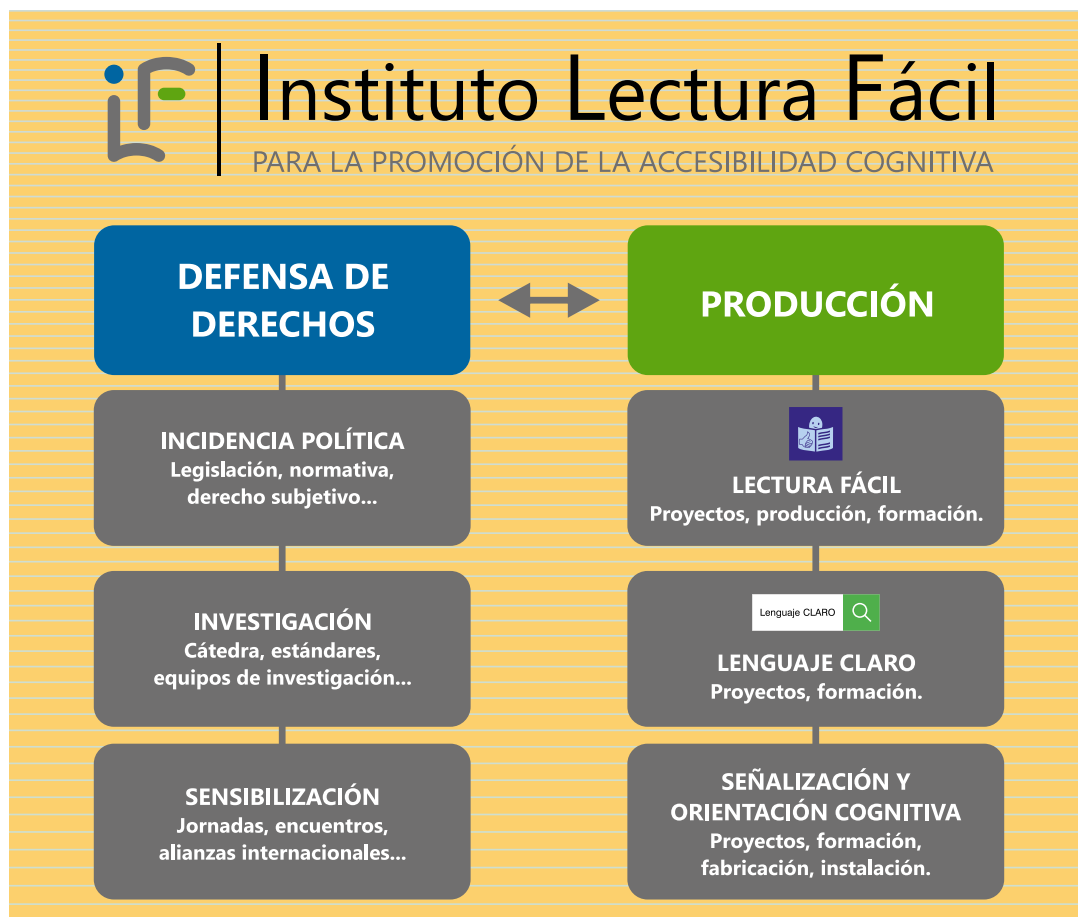 Instituto Lectura Fácil
PARA LA PROMOCIÓN DE LA ACCESIBILIDAD COGNITIVA
DEFENSA DE
DERECHOS
INCIDENCIA POLÍTICA
Legislación, normativa,
derecho subjetivo...
INVESTIGACIÓN
Cátedra, estándares,
equipos de investigación...
SENSIBILIZACIÓN
Jornadas, encuentros,
alianzas internacionales...
PRODUCCIÓN
LECTURA FÁCIL
Proyectos, producción, formación.
Lenguaje CLARO
LENGUAJE CLARO
Proyectos, formación.
SEÑALIZACIÓN Y
ORIENTACIÓN COGNITIVA
Proyectos, formación,
fabricación, instalación.